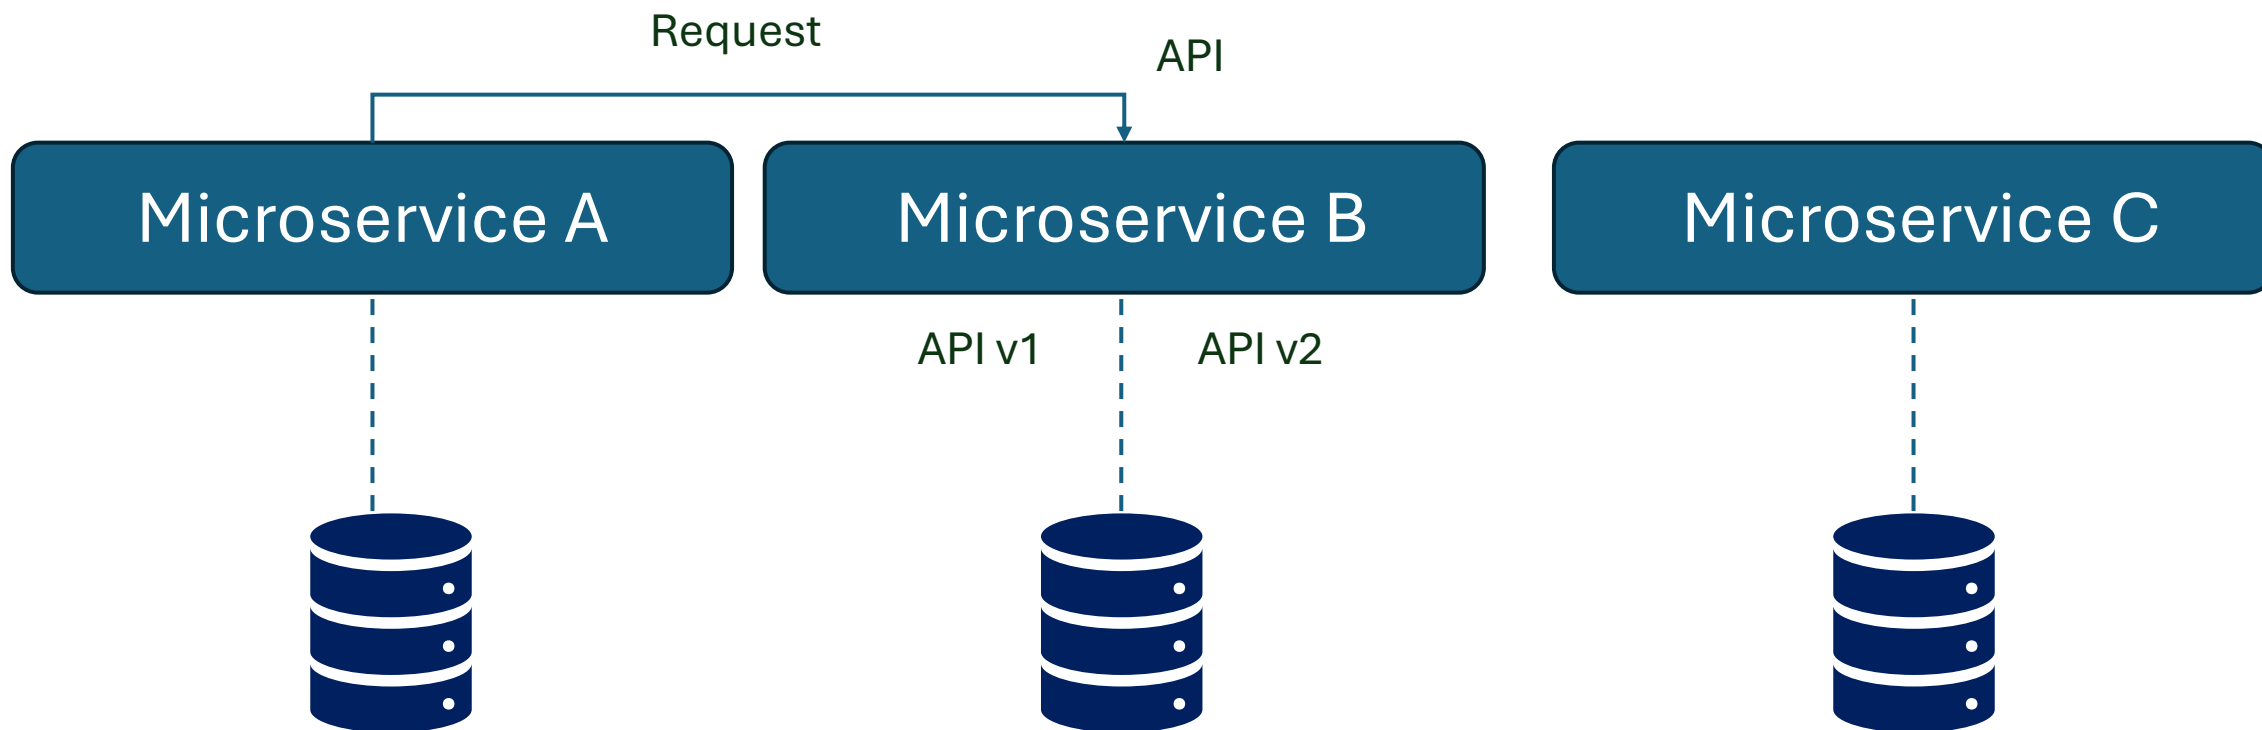 Request
API
Microservice A
Microservice B
Microservice C
API v1
API v2